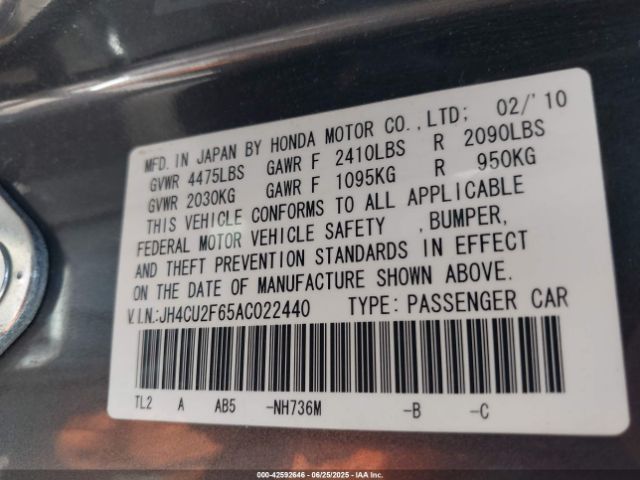 MFD. IN JAPAN BY HONDA MOTOR CO.,LTD; 02/'10
GVWR 4475LBS GAWR F 2410LBS R 2090LBS
GVWR 2030KG GAWR F 1095KG R 950KG
THIS VEHICLE CONFORMS TO ALL APPLICABLE
FEDERAL MOTOR VEHICLE SAFETY ,BUMPER,
AND THEFT PREVENTION STANDARDS IN EFFECT
ON THE DATE OF MANUFACTURE SHOWN ABOVE.
V.I.N.:JH4CU2F65AC022440 TYPE: PASSENGER CAR
TL2 A AB5 -NH736M -B -C
000-42592646 - 06/25/2025 - IAAI.COM